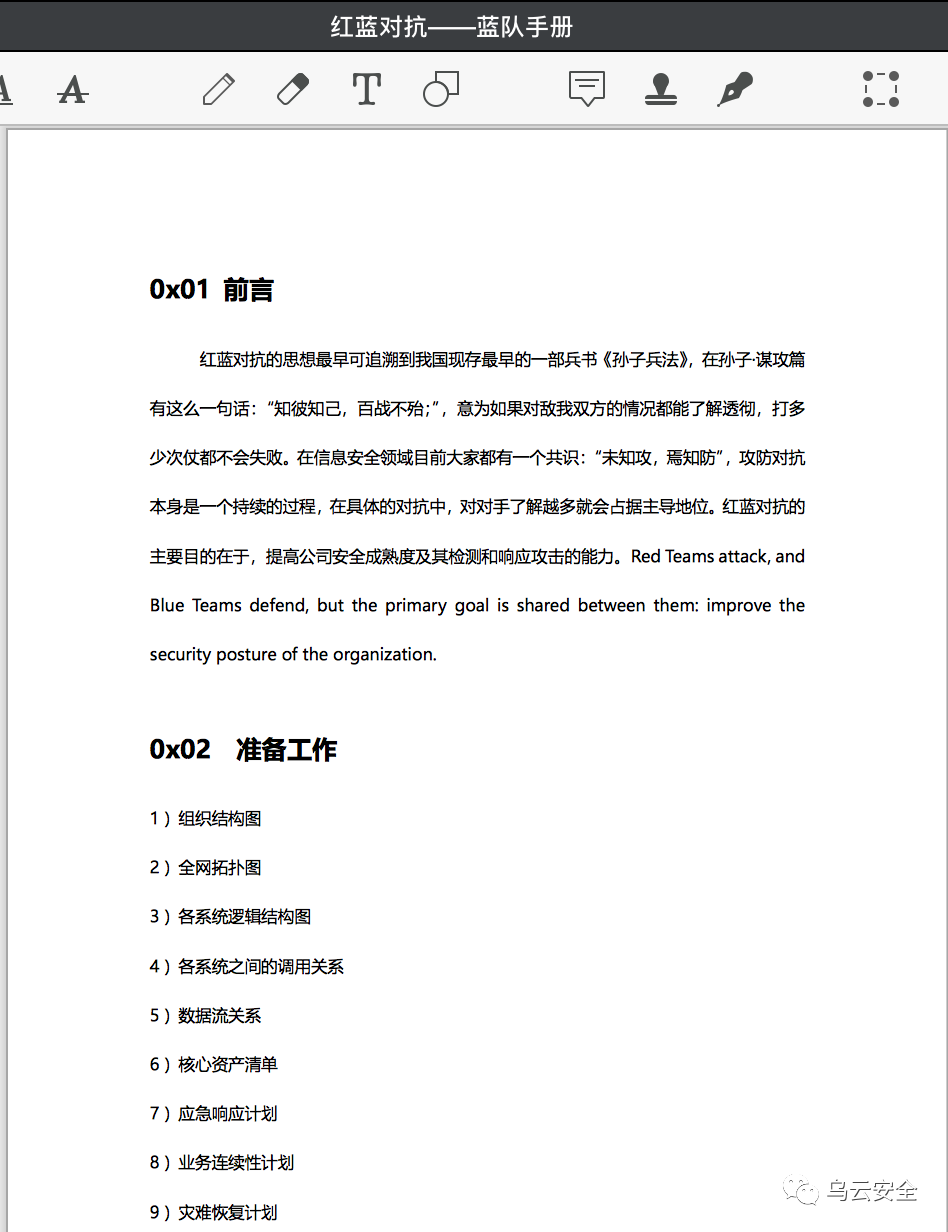 红蓝对抗——蓝队手册
A A T
0x01 前言
红蓝对抗的思想最早可追溯到我国现存最早的一部兵书《孙子兵法》，在孙子·谋攻篇
有这么一句话：“知彼知己，百战不殆;”，意为如果对敌我双方的情况都能了解透彻，打多
少次仗都不会失败。在信息安全领域目前大家都有一个共识：“未知攻，焉知防”，攻防对抗
本身是一个持续的过程，在具体的对抗中，对对手了解越多就会占据主导地位。红蓝对抗的
主要目的在于，提高公司安全成熟度及其检测和响应攻击的能力。Red Teams attack, and
Blue Teams defend, but the primary goal is shared between them: improve the
security posture of the organization.
0x02 准备工作
1）组织结构图
2）全网拓扑图
3）各系统逻辑结构图
4）各系统之间的调用关系
5）数据流关系
6）核心资产清单
7）应急响应计划
8）业务连续性计划
9）灾难恢复计划
乌云安全